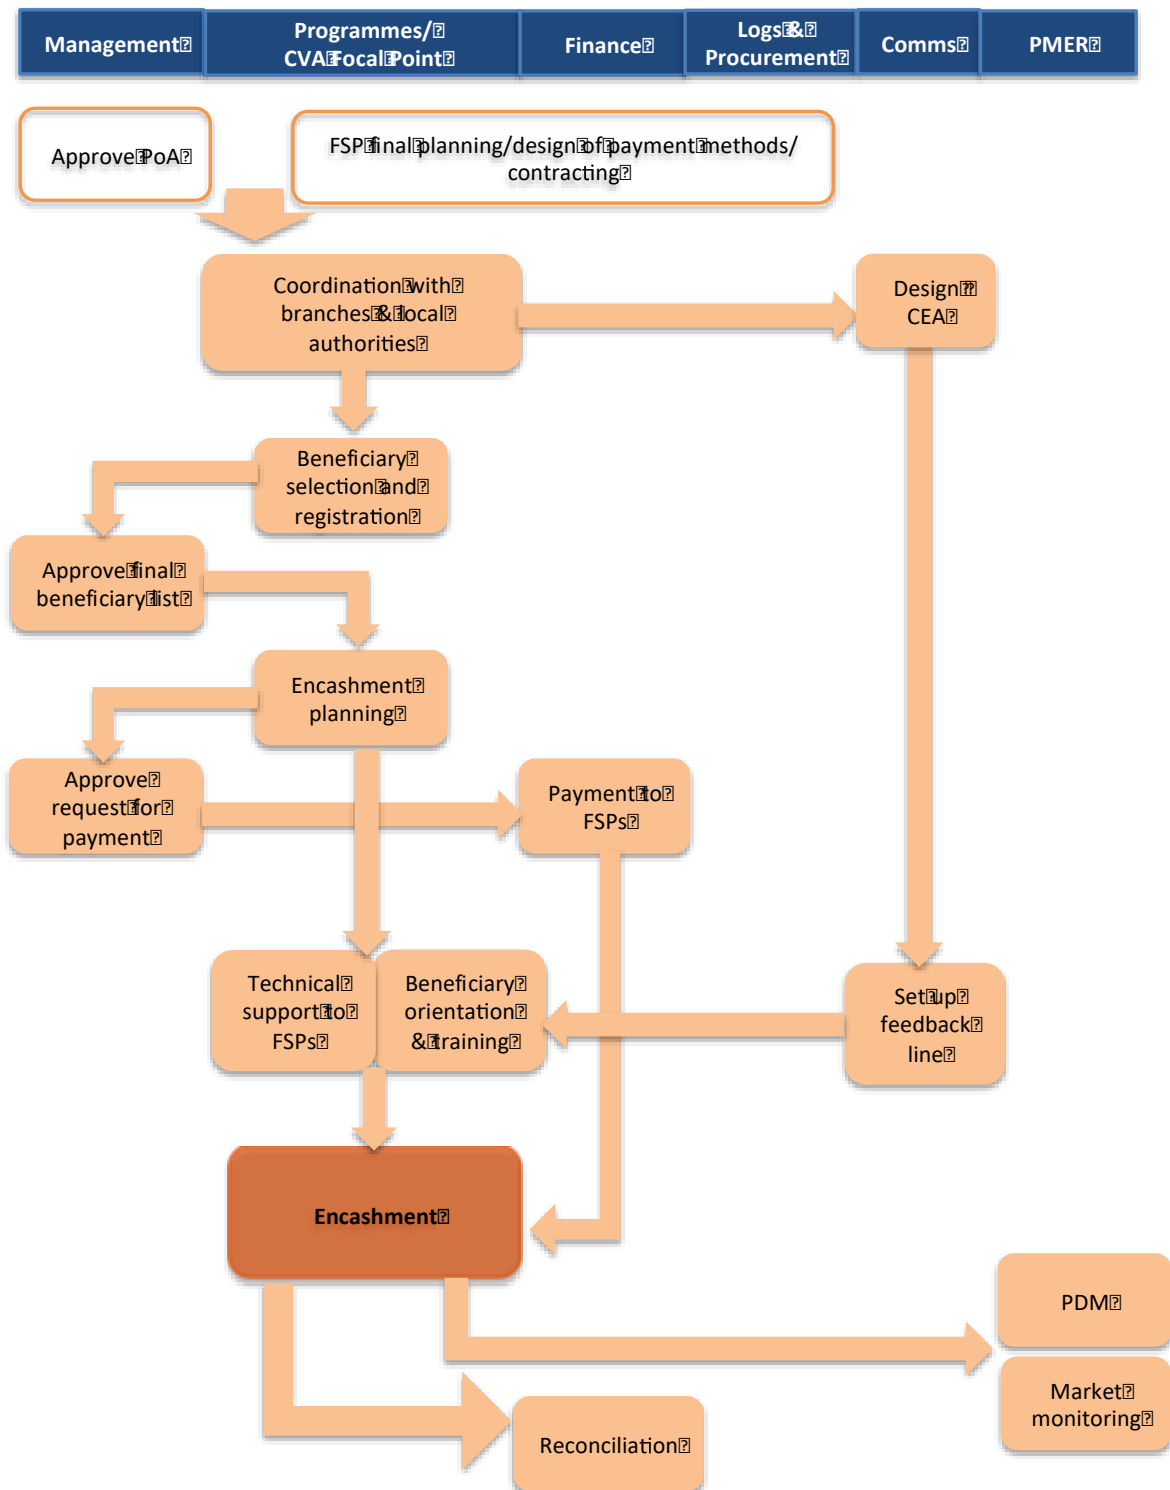 Management
Programmes/
CVA Focal Point
Finance
Logs &
Procurement
Comms
PMER
Approve PoA
FSP final planning/design of payment methods/
contracting
Coordination with
branches & local
authorities
Design
CEA
Beneficiary
selection and
registration
Approve final
beneficiary list
Encashment
planning
Approve
request for
payment
Payment to
FSPs
Technical
support to
FSPs
Beneficiary
orientation
& training
Set up
feedback
line
Encashment
PDM
Market
monitoring
Reconciliation